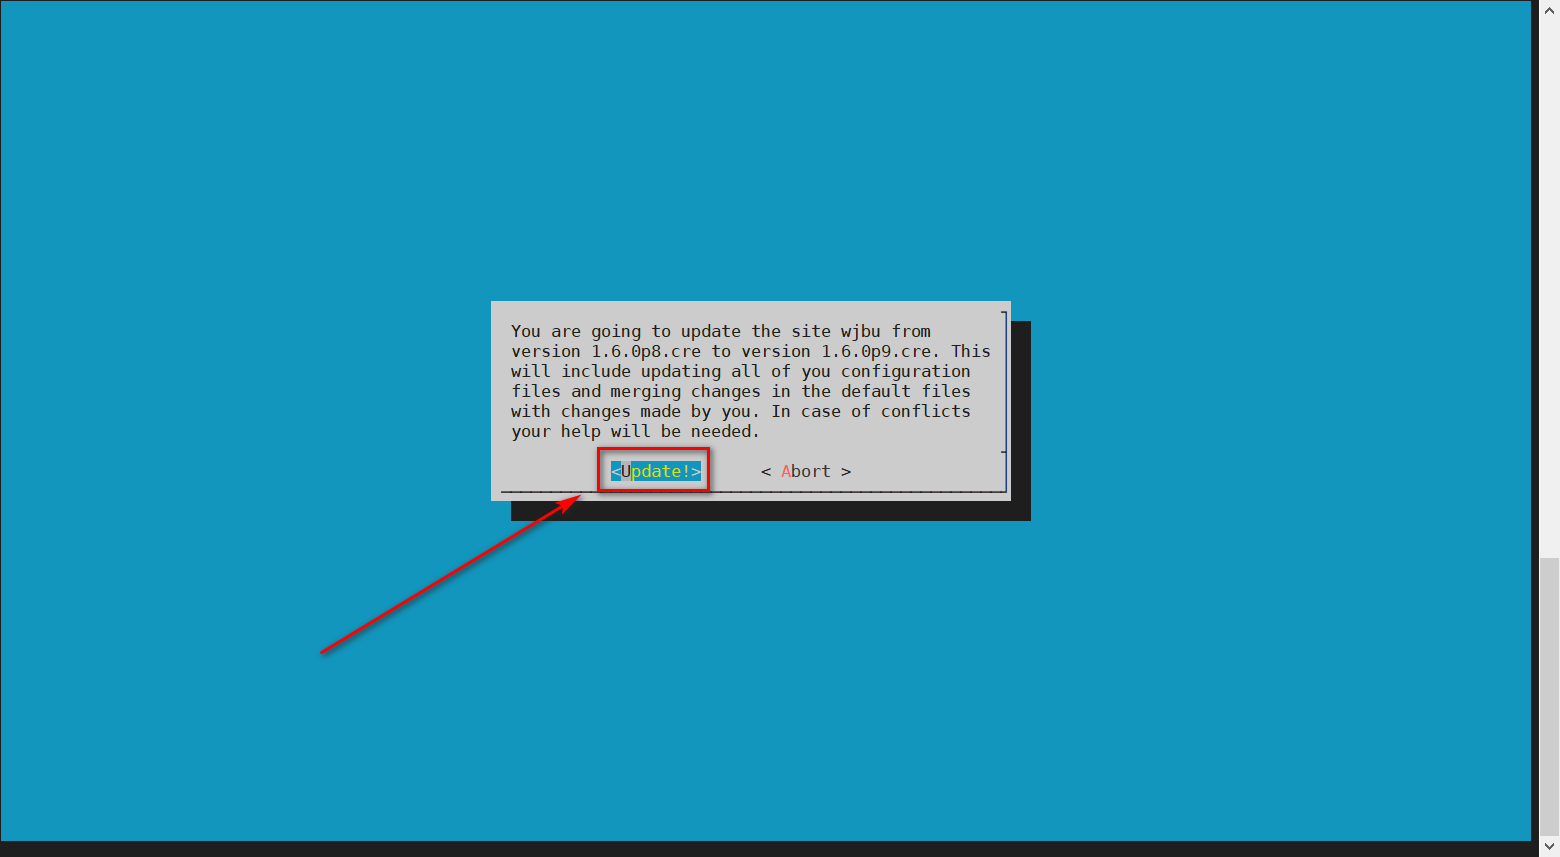 You are going to update the site wjbu from
version 1.6.0p8.cre to version 1.6.0p9.cre. This
will include updating all of you configuration
files and merging changes in the default files
with changes made by you. In case of conflicts
your help will be needed.
<Update!> < Abort >